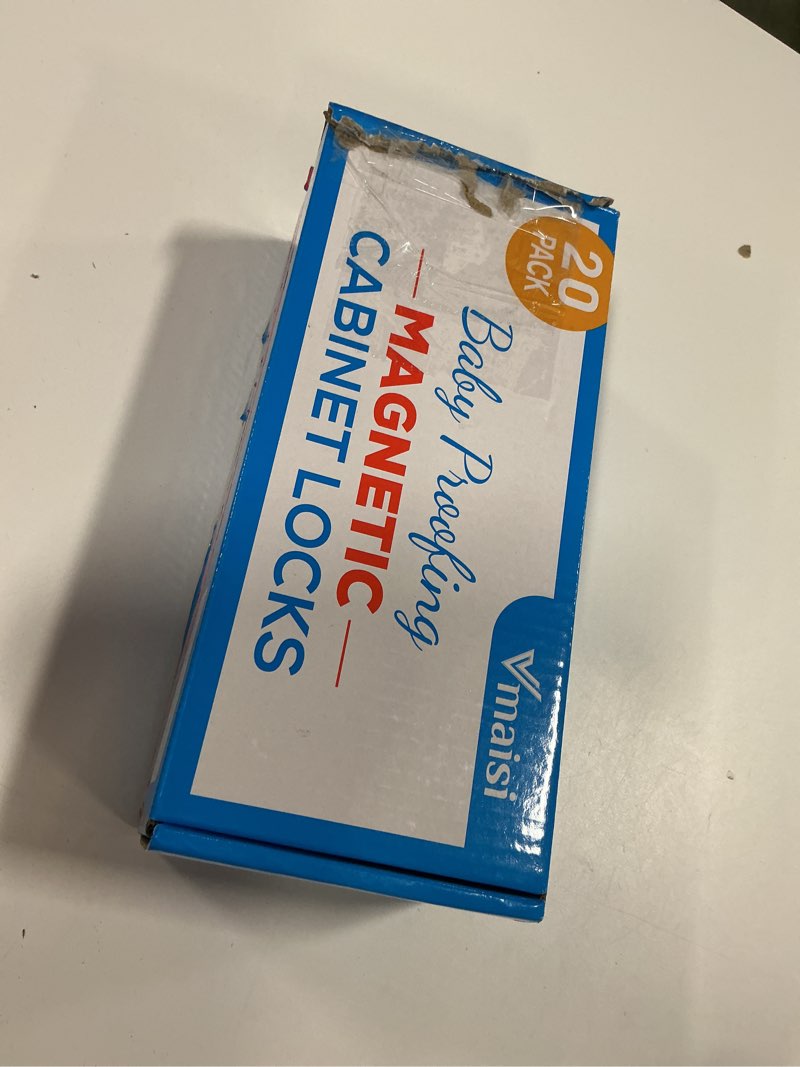 20
PACK
Baby Proofing
MAGNETIC
CABINET LOCKS
Vmaisi